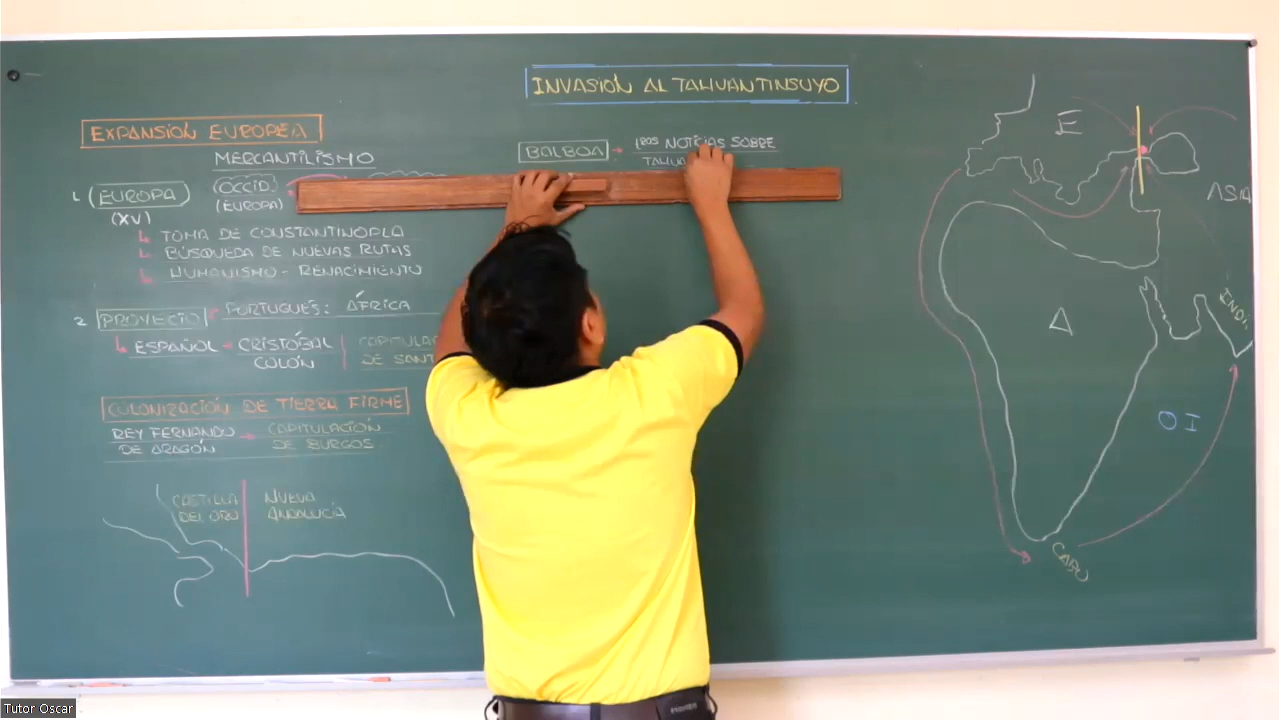 INVASIÓN AL TAHUANTINSUYO
EXPANSIÓN EUROPEA
MERCANTILISMO
1. (EUROPA)
(XV)
(OCCID.
(EUROPA)
TOMA DE CONSTANTINOPLA
BÚSQUEDA DE NUEVAS RUTAS
HUMANISMO - RENACIMIENTO
2. PROYECTO
PORTUGUÉS: ÁFRICA
ESPAÑOL - CRISTÓBAL
COLÓN
CAPITULA
DE SANT
COLONIZACIÓN DE TIERRA FIRME
REY FERNANDO
DE ARAGÓN
CAPITULACIÓN
DE BURGOS
CASTILLA
DEL ORO
NUEVA
ANDALUCÍA
BALBOA
1ras NOTICIAS SOBRE
E
ASIA
A
INDI
OI
CABO
Tutor Oscar